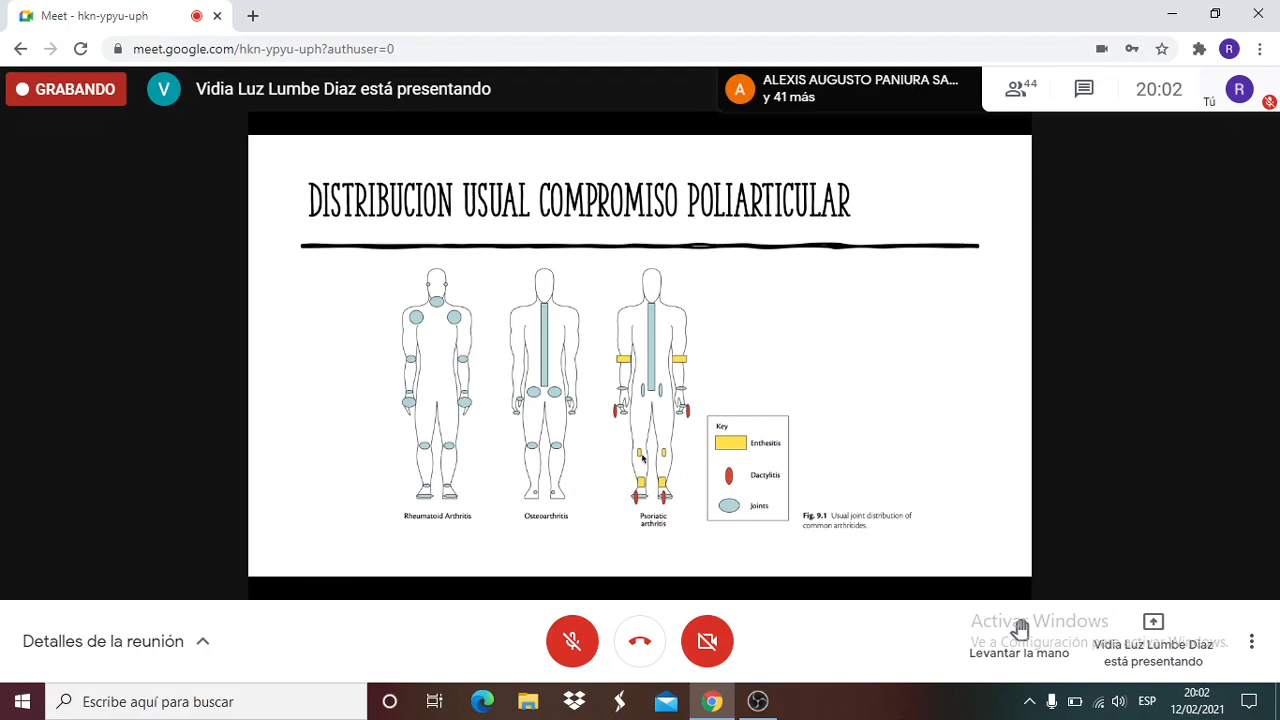 Meet - hkn-ypyu-uph
meet.google.com/hkn-ypyu-uph?authuser=0
R
GRABANDO
V
Vidia Luz Lumbe Diaz está presentando
A
ALEXIS AUGUSTO PANIURA SA...
y 41 más
44
20:02
Tú
R
DISTRIBUCION USUAL COMPROMISO POLIARTICULAR
Key
Enthesitis
Dactylitis
Joints
Rheumatoid Arthritis
Osteoarthritis
Psoriatic
arthritis
Fig. 9.1 Usual joint distribution of
common arthritides.
Detalles de la reunión
Activar Windows
Ve a Configuración para activar Windows.
Levantar la mano
Vidia Luz Lumbe Diaz
está presentando
Escribe aquí para buscar
ESP
20:02
12/02/2021